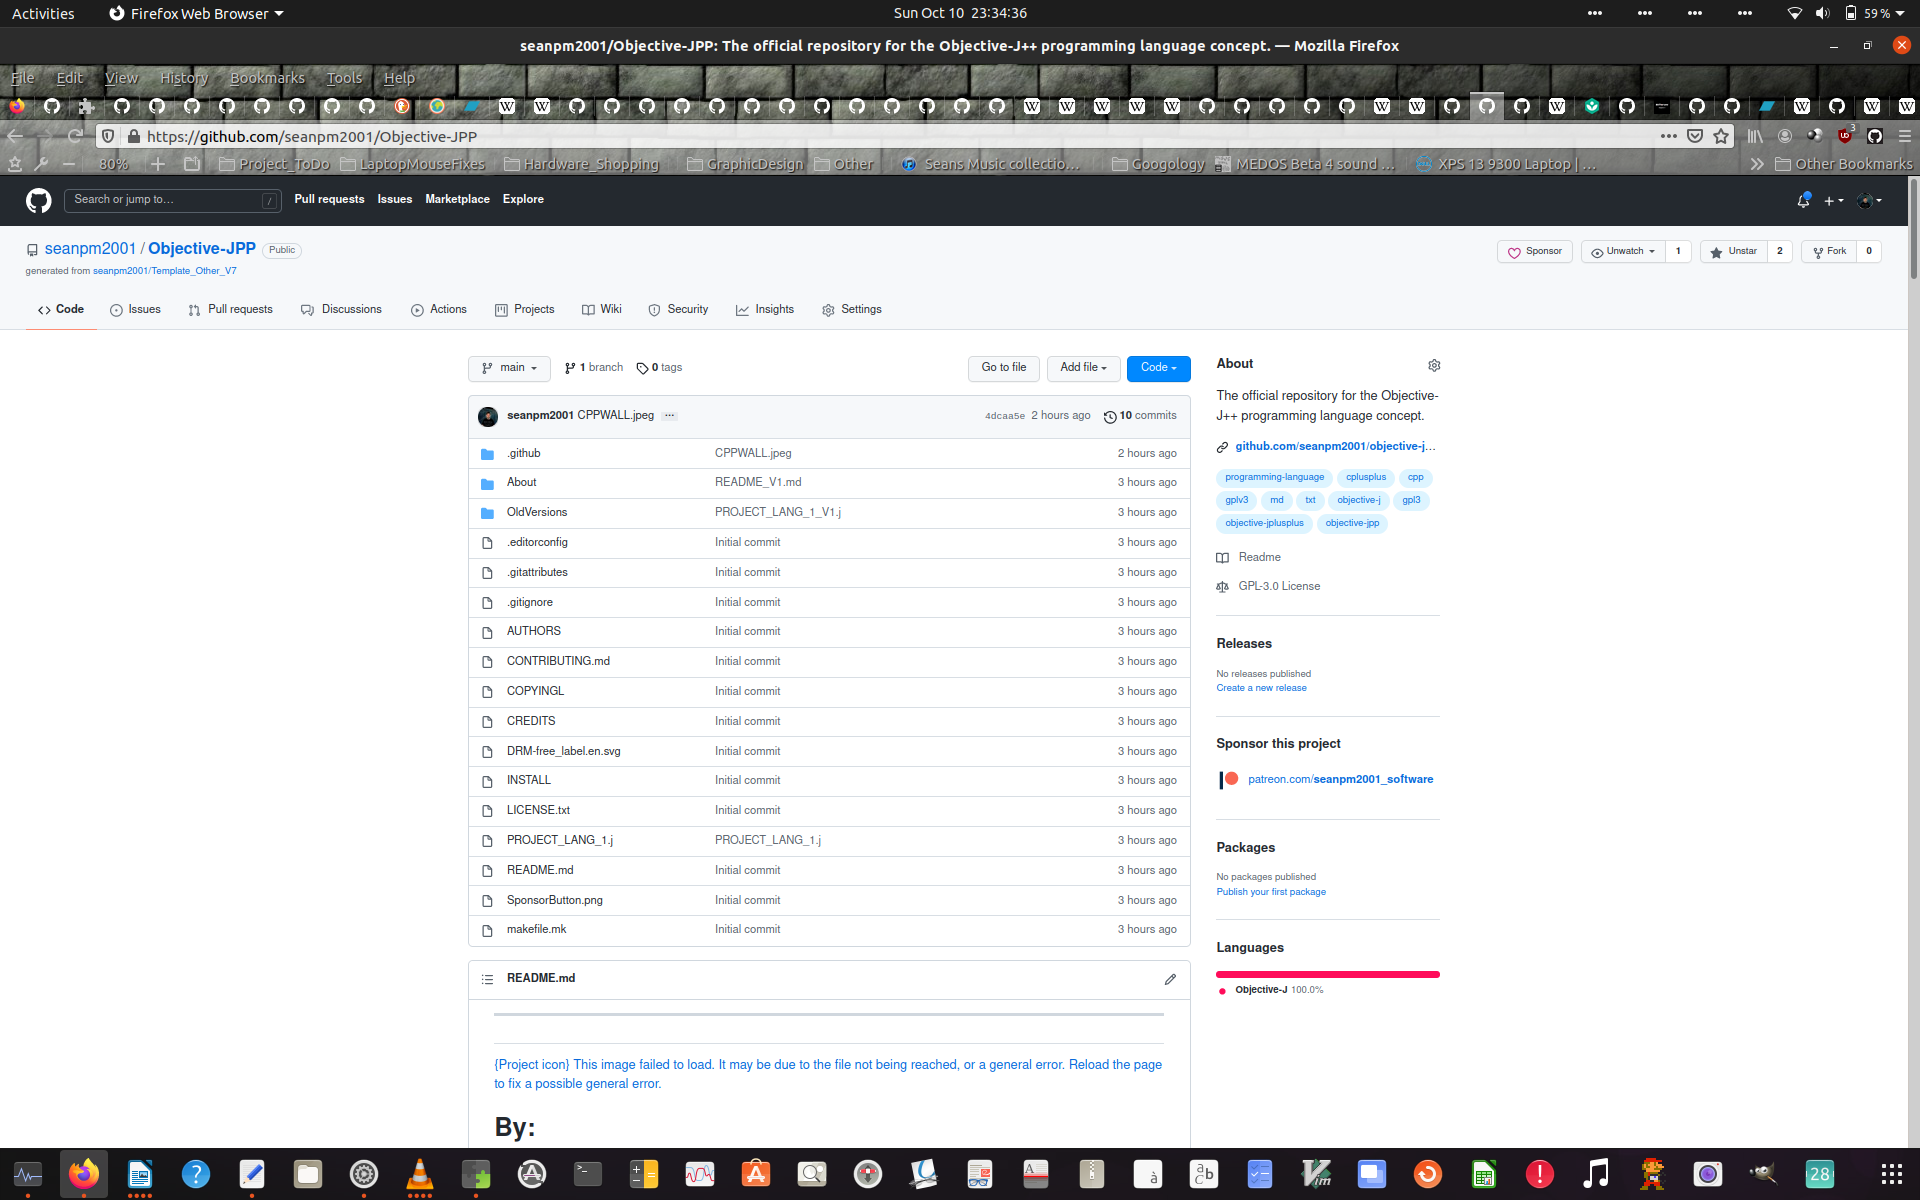 Activities
Firefox Web Browser
Sun Oct 10 23:34:36
59 %
seanpm2001/Objective-JPP: The official repository for the Objective-J++ programming language concept. — Mozilla Firefox
File Edit View History Bookmarks Tools Help
https://github.com/seanpm2001/Objective-JPP
3
80%
Project_ToDo
LaptopMouseFixes
Hardware_Shopping
GraphicDesign
Other
Seans Music collectio…
Googology
MEDOS Beta 4 sound …
XPS 13 9300 Laptop | …
Other Bookmarks
Search or jump to…
/
Pull requests Issues Marketplace Explore
seanpm2001 / Objective-JPP
Public
generated from seanpm2001/Template_Other_V7
Sponsor
Unwatch 1
Unstar 2
Fork 0
Code
Issues
Pull requests
Discussions
Actions
Projects
Wiki
Security
Insights
Settings
main
1 branch
0 tags
Go to file
Add file
Code
seanpm2001 CPPWALL.jpeg ...
4dcaa5e 2 hours ago
10 commits
.github CPPWALL.jpeg 2 hours ago
About README_V1.md 3 hours ago
OldVersions PROJECT_LANG_1_V1.j 3 hours ago
.editorconfig Initial commit 3 hours ago
.gitattributes Initial commit 3 hours ago
.gitignore Initial commit 3 hours ago
AUTHORS Initial commit 3 hours ago
CONTRIBUTING.md Initial commit 3 hours ago
COPYINGL Initial commit 3 hours ago
CREDITS Initial commit 3 hours ago
DRM-free_label.en.svg Initial commit 3 hours ago
INSTALL Initial commit 3 hours ago
LICENSE.txt Initial commit 3 hours ago
PROJECT_LANG_1.j PROJECT_LANG_1.j 3 hours ago
README.md Initial commit 3 hours ago
SponsorButton.png Initial commit 3 hours ago
makefile.mk Initial commit 3 hours ago
README.md
{Project icon} This image failed to load. It may be due to the file not being reached, or a general error. Reload the page
to fix a possible general error.
By:
About
The official repository for the Objective-
J++ programming language concept.
github.com/seanpm2001/objective-j…
programming-language cplusplus cpp
gplv3 md txt objective-j gpl3
objective-jplusplus objective-jpp
Readme
GPL-3.0 License
Releases
No releases published
Create a new release
Sponsor this project
patreon.com/seanpm2001_software
Packages
No packages published
Publish your first package
Languages
Objective-J 100.0%
28